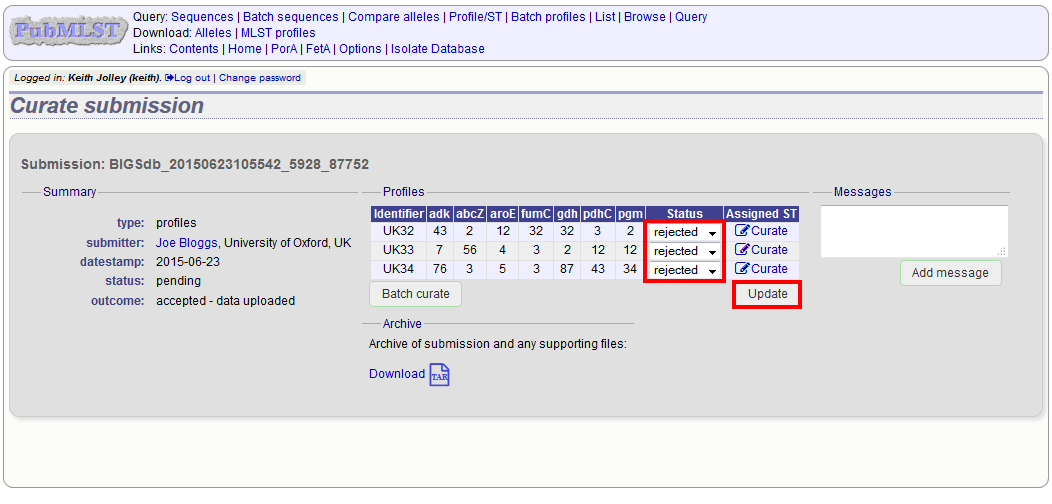 PubMLST
Query: Sequences | Batch sequences | Compare alleles | Profile/ST | Batch profiles | List | Browse | Query
Download: Alleles | MLST profiles
Links: Contents | Home | PorA | FetA | Options | Isolate Database
Logged in: Keith Jolley (keith). Log out | Change password
Curate submission
Submission: BIGSdb_20150623105542_5928_87752
Summary
type: profiles
submitter: Joe Bloggs, University of Oxford, UK
datestamp: 2015-06-23
status: pending
outcome: accepted - data uploaded
Profiles
Identifier adk abcZ aroE fumC gdh pdhC pgm Status Assigned ST
UK32 43 2 12 32 32 3 2 rejected Curate
UK33 7 56 4 3 2 12 12 rejected Curate
UK34 76 3 5 3 87 43 34 rejected Curate
Batch curate Update
Archive
Archive of submission and any supporting files:
Download TAR
Messages
Add message